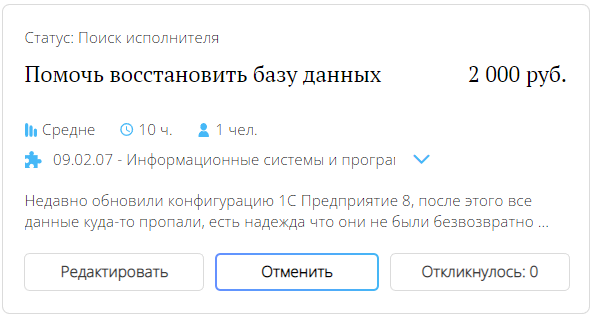 Статус: Поиск исполнителя
Помочь восстановить базу данных 2 000 руб.
Средне 10 ч. 1 чел.
09.02.07 - Информационные системы и програм
Недавно обновили конфигурацию 1С Предприятие 8, после этого все
данные куда-то пропали, есть надежда что они не были безвозвратно ...
Редактировать Отменить Откликнулось: 0